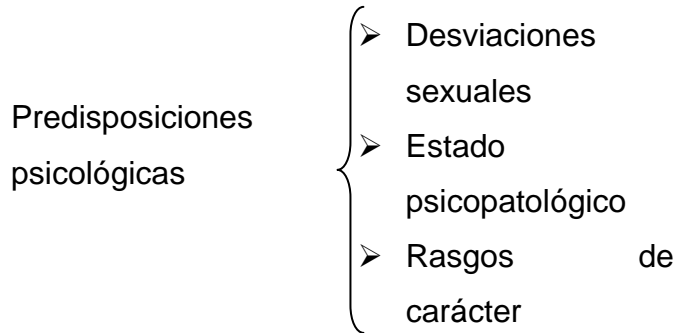 Predisposiciones
psicológicas
➢ Desviaciones
sexuales
➢ Estado
psicopatológico
➢ Rasgos de
carácter